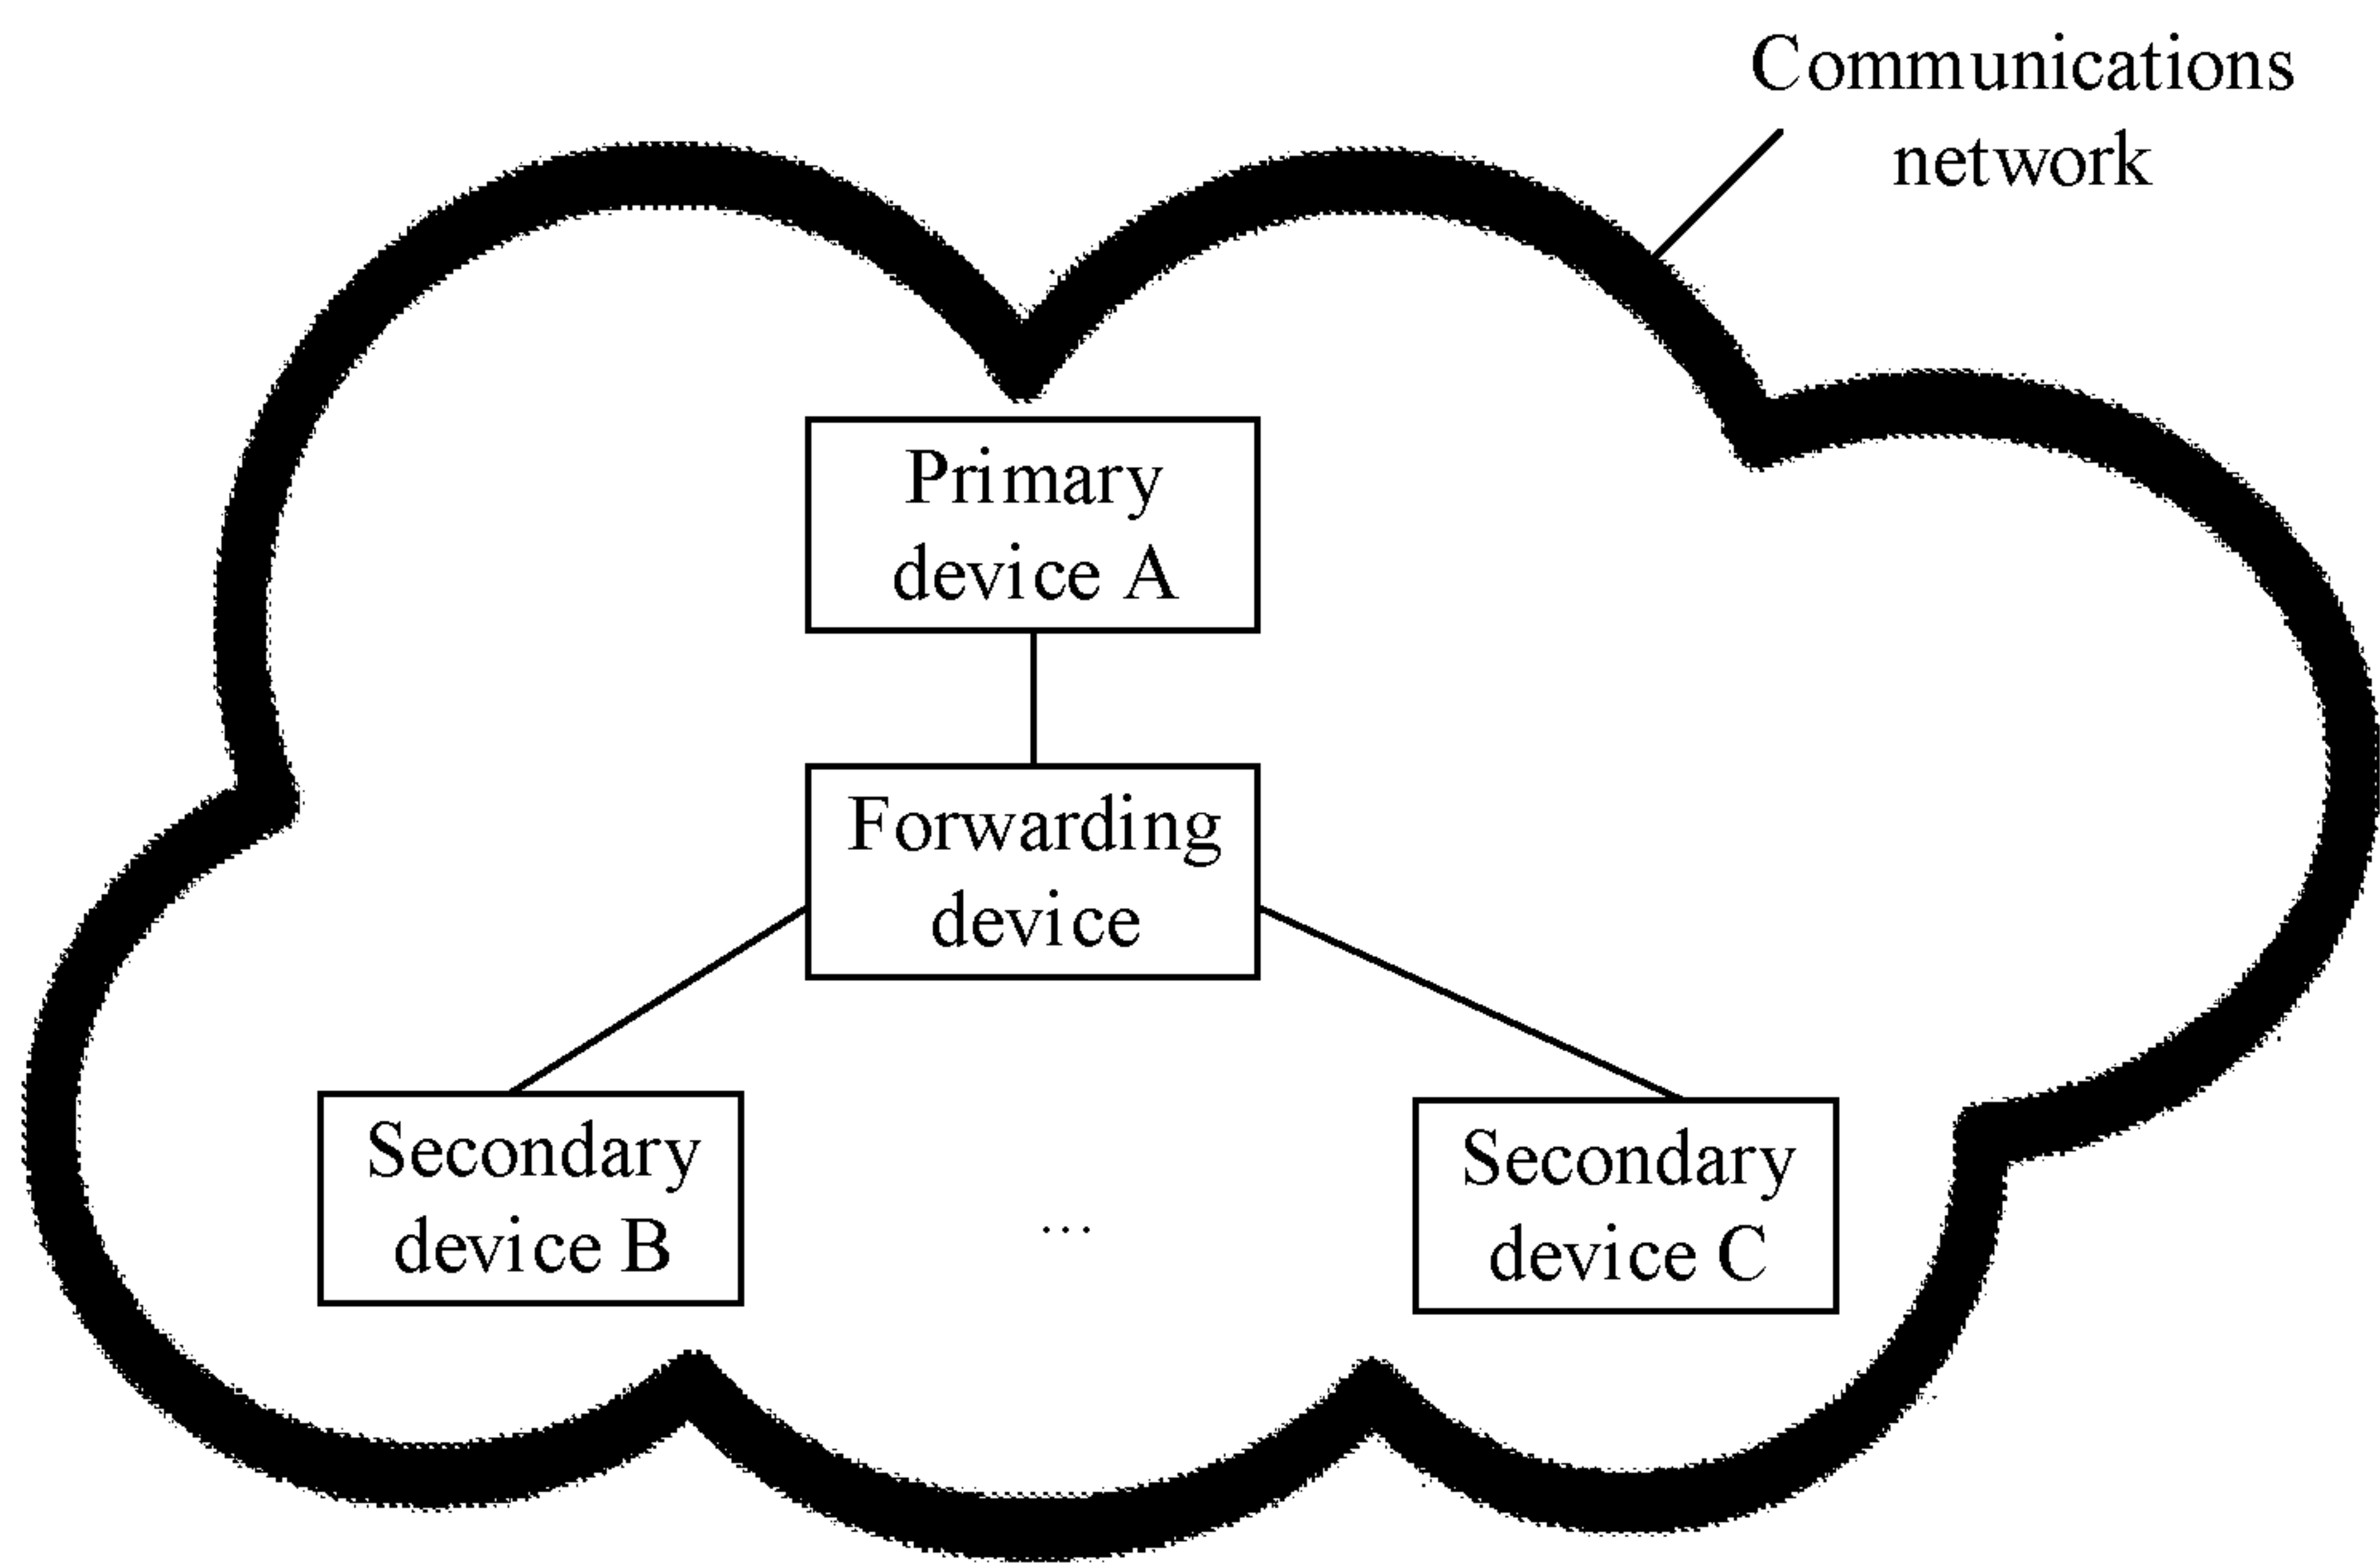 Communications
network
Primary
device A
Forwarding
device
Secondary
device B
...
Secondary
device C